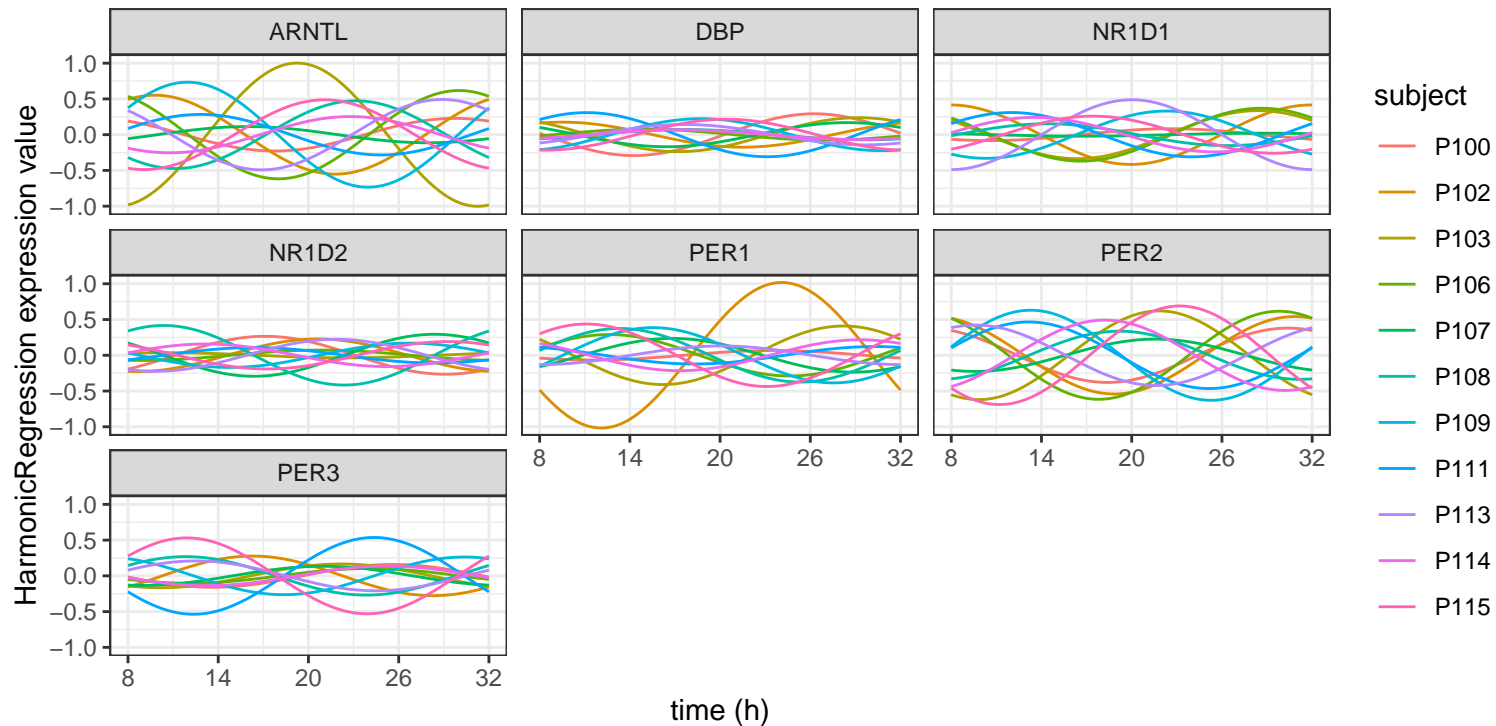 ARNTL
DBP
NR1D1
1.0
0.5
0.0
−0.5
−1.0
NR1D2
PER1
PER2
1.0
0.5
0.0
−0.5
−1.0
8
14
20
26
32
8
14
20
26
32
PER3
1.0
0.5
0.0
−0.5
−1.0
8
14
20
26
32
time (h)
HarmonicRegression expression value
subject
P100
P102
P103
P106
P107
P108
P109
P111
P113
P114
P115